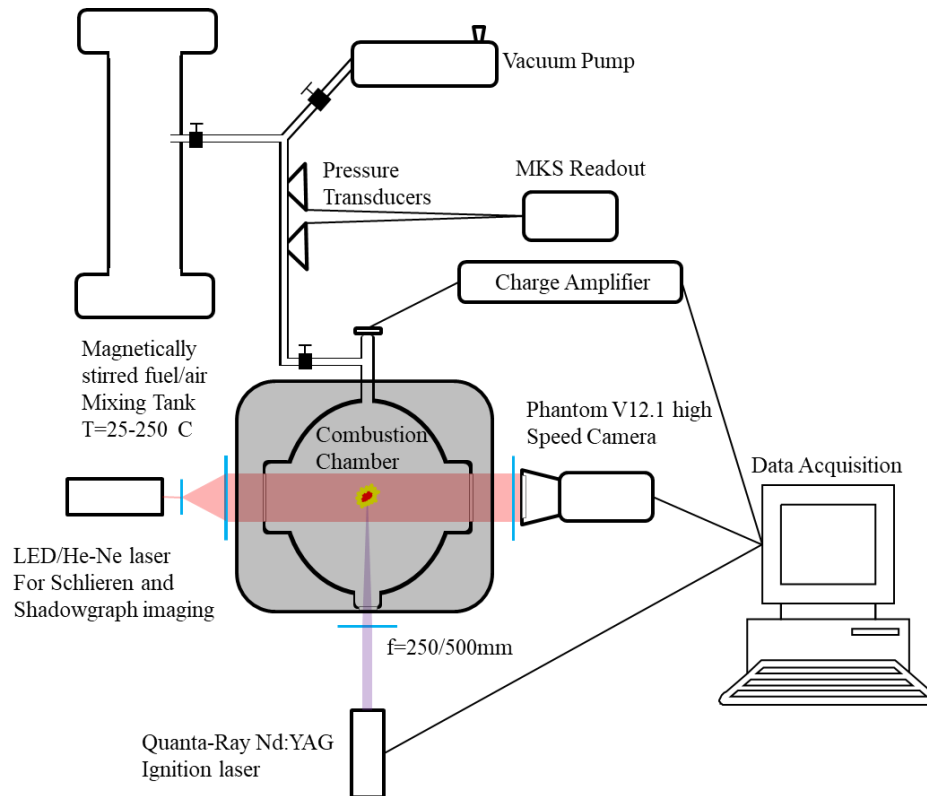 Vacuum Pump
Pressure
Transducers
MKS Readout
Charge Amplifier
Magnetically
stirred fuel/air
Mixing Tank
T=25-250 C
Combustion
Chamber
Phantom V12.1 high
Speed Camera
Data Acquisition
LED/He-Ne laser
For Schlieren and
Shadowgraph imaging
f=250/500mm
Quanta-Ray Nd:YAG
Ignition laser